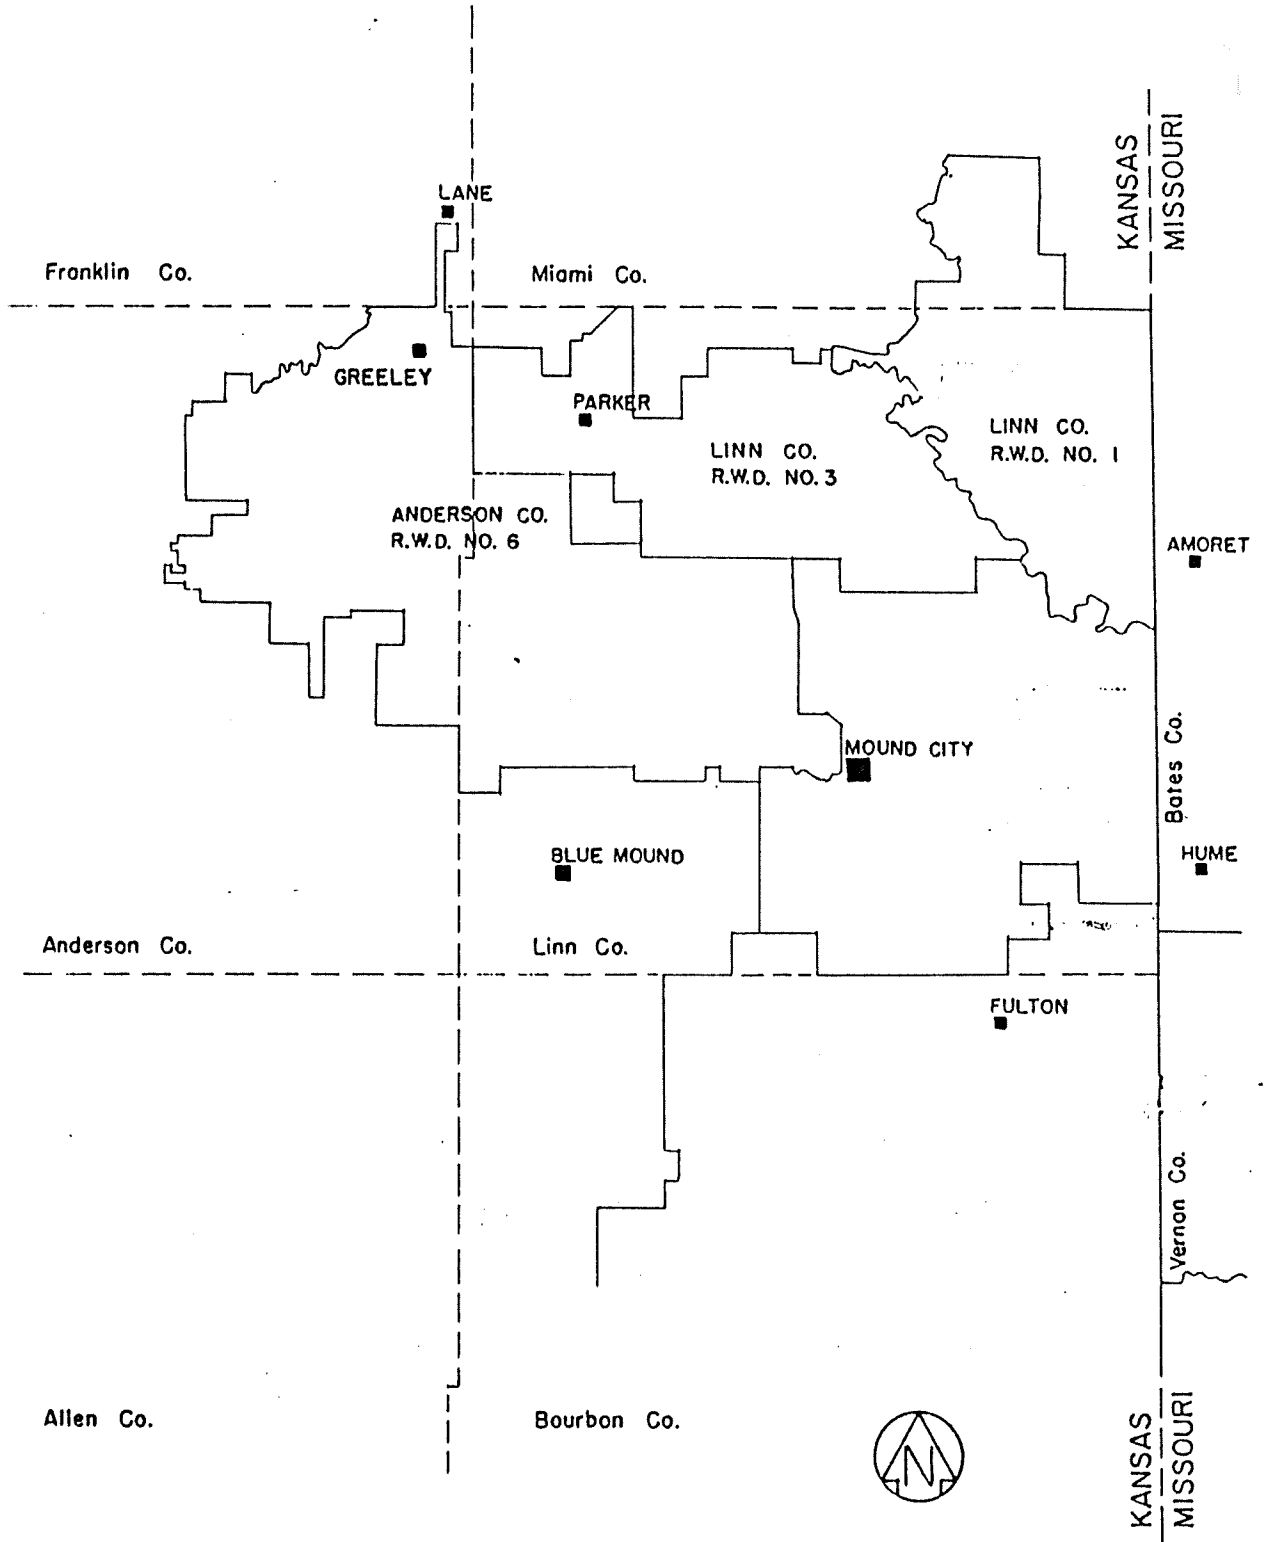 KANSAS
MISSOURI
LANE
Franklin Co.
Miami Co.
GREELEY
PARKER
LINN CO.
R.W.D. NO. 3
LINN CO.
R.W.D. NO. 1
ANDERSON CO.
R.W.D. NO. 6
AMORET
MOUND CITY
Bates Co.
BLUE MOUND
HUME
Anderson Co.
Linn Co.
FULTON
Vernon Co.
Allen Co.
Bourbon Co.
N
KANSAS
MISSOURI